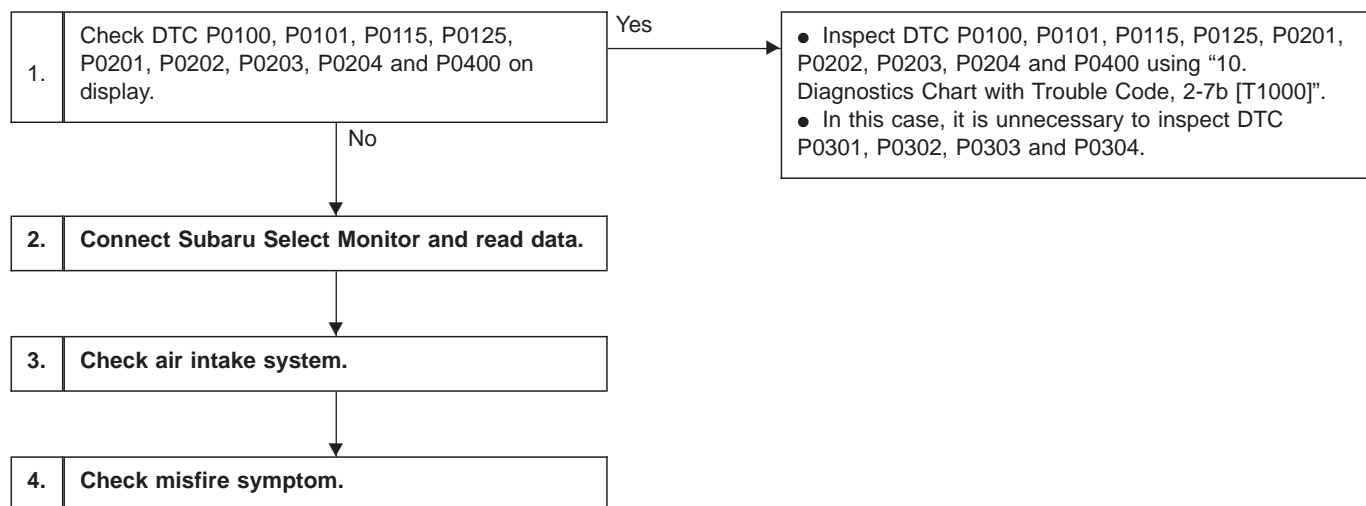 1.
Check DTC P0100, P0101, P0115, P0125,
P0201, P0202, P0203, P0204 and P0400 on
display.
Yes
● Inspect DTC P0100, P0101, P0115, P0125, P0201,
P0202, P0203, P0204 and P0400 using “10.
Diagnostics Chart with Trouble Code, 2-7b [T1000]”.
● In this case, it is unnecessary to inspect DTC
P0301, P0302, P0303 and P0304.
No
2. Connect Subaru Select Monitor and read data.
3. Check air intake system.
4. Check misfire symptom.